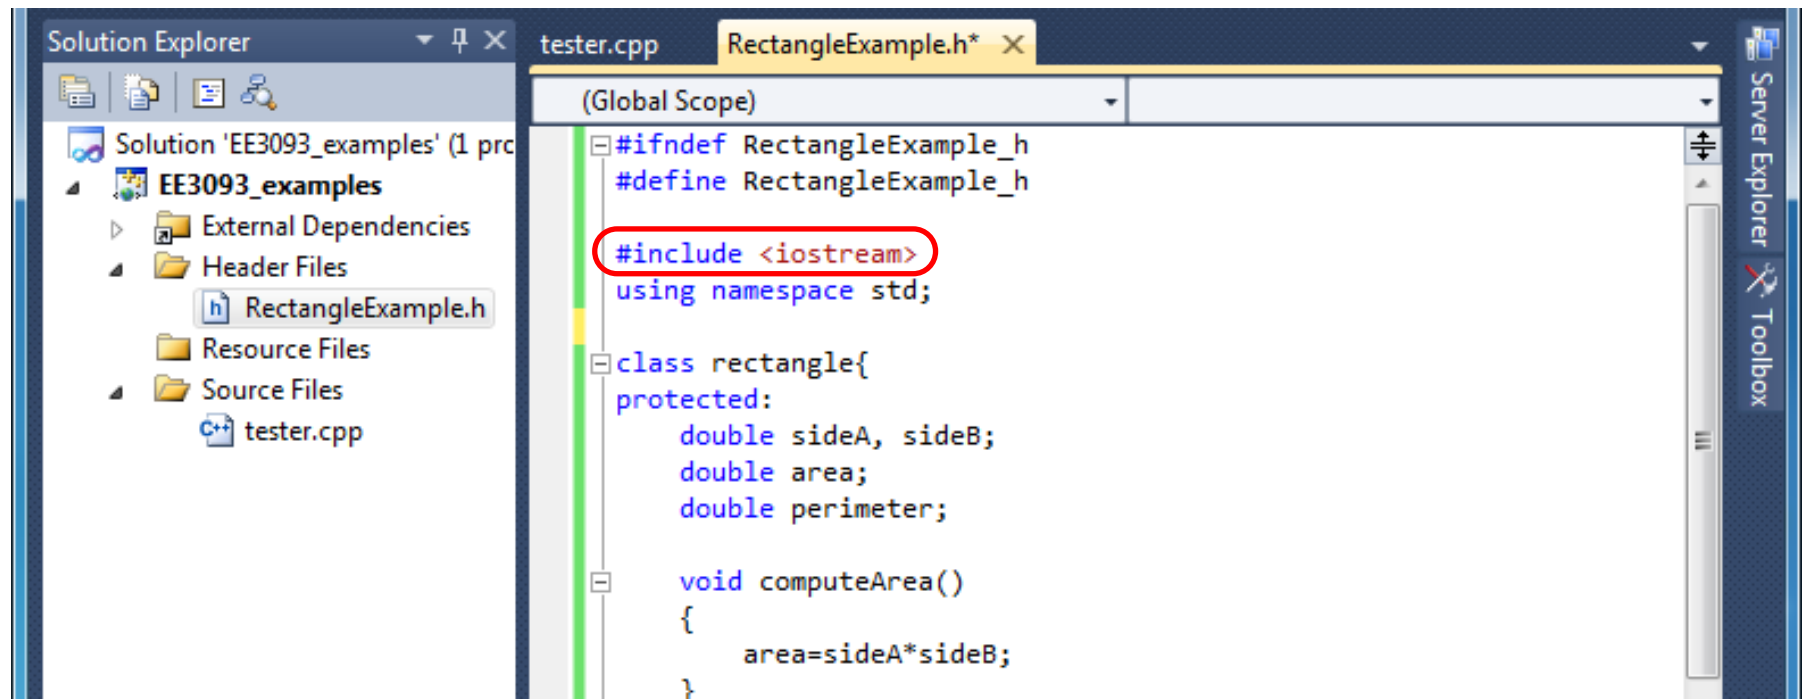 Solution Explorer
Solution 'EE3093_examples' (1 prc
EE3093_examples
External Dependencies
Header Files
RectangleExample.h
Resource Files
Source Files
tester.cpp
tester.cpp
RectangleExample.h*
(Global Scope)
#ifndef RectangleExample_h
#define RectangleExample_h
#include <iostream>
using namespace std;
class rectangle{
protected:
double sideA, sideB;
double area;
double perimeter;
void computeArea()
{
area=sideA*sideB;
}
Server Explorer
Toolbox